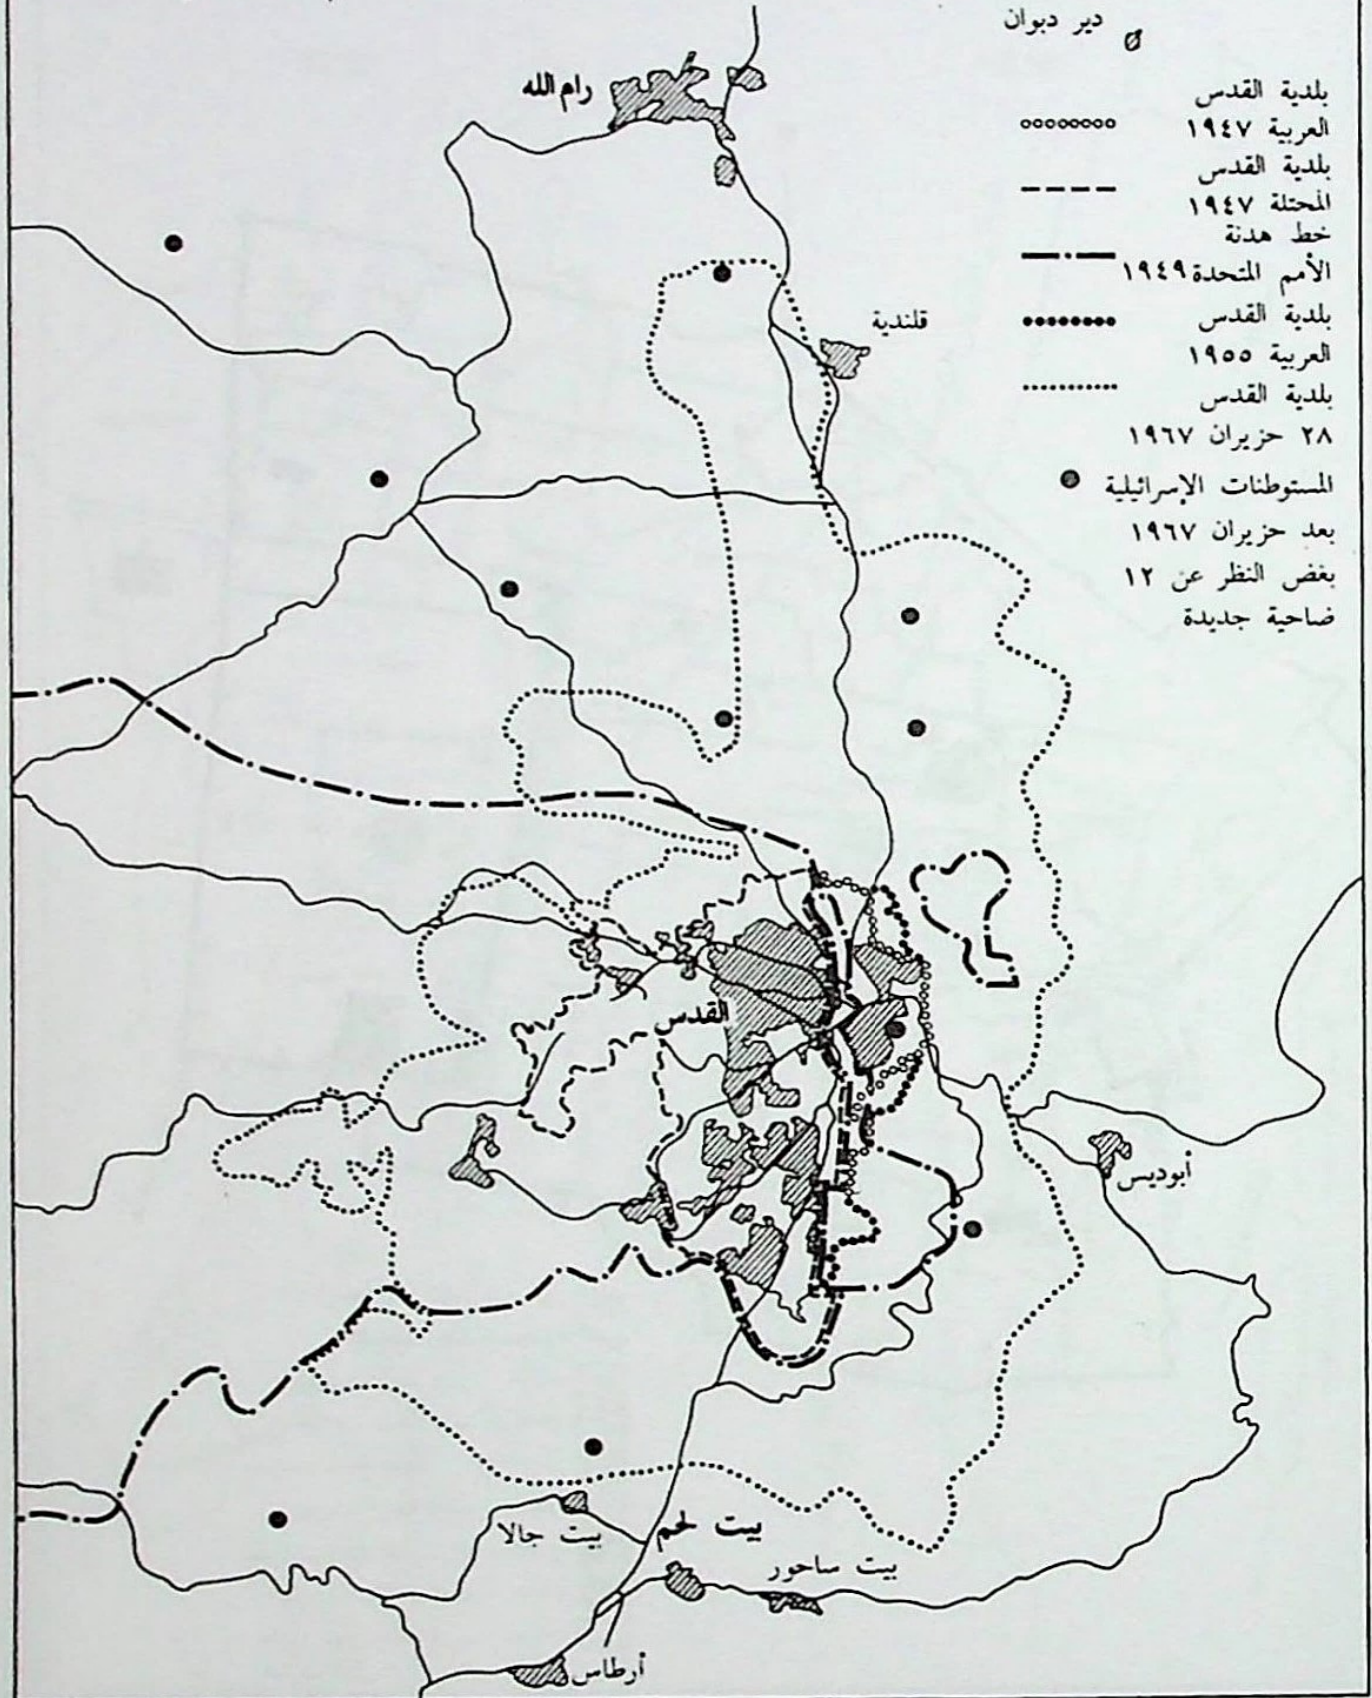 دير دبوان
بلدية القدس
العربية ١٩٤٧
بلدية القدس
المحتلة ١٩٤٧
خط هدنة
الأمم المتحدة ١٩٤٩
بلدية القدس
العربية ١٩٥٥
بلدية القدس
٢٨ حزيران ١٩٦٧
المستوطنات الإسرائيلية
بعد حزيران ١٩٦٧
بغض النظر عن ١٢
ضاحية جديدة
رام الله
قلندية
القدس
أبوديس
بيت جالا
بيت لحم
بيت ساحور
أرطاس